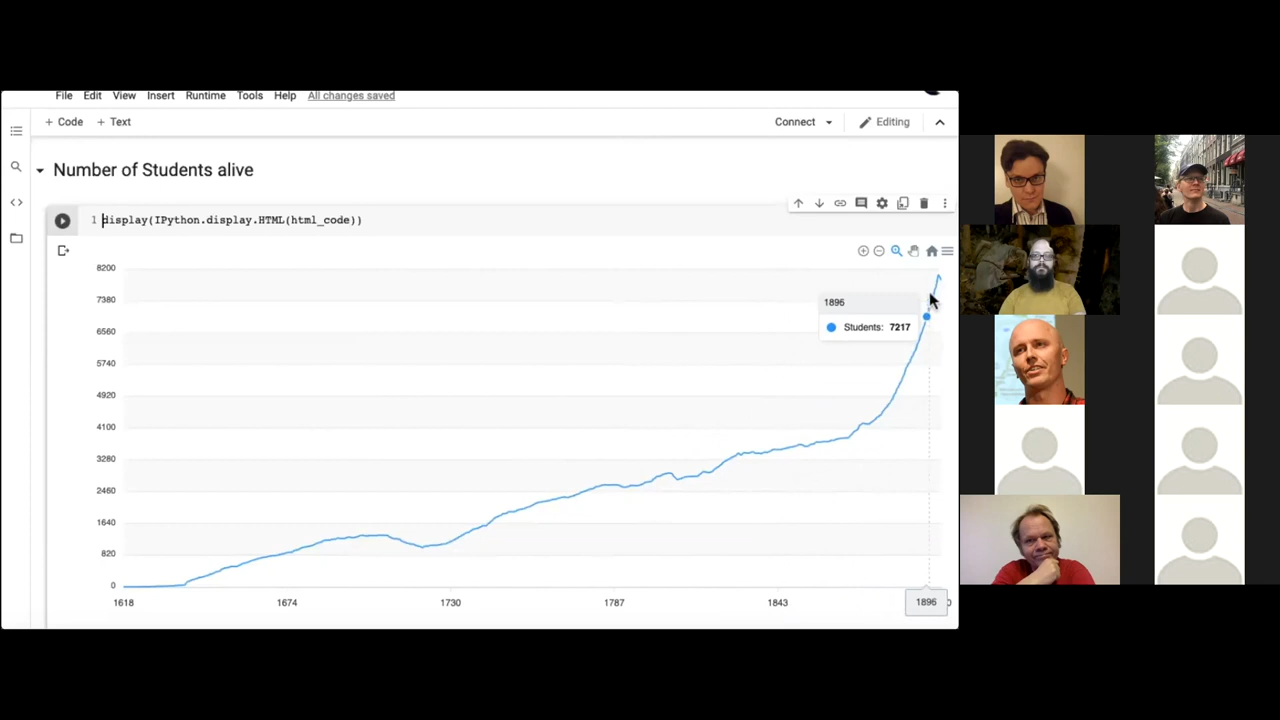 File Edit View Insert Runtime Tools Help All changes saved
+ Code + Text Connect Editing
Number of Students alive
1 display(IPython.display.HTML(html_code))
8200
7380
6560
5740
4920
4100
3280
2460
1640
820
0
1896
Students: 7217
1618 1674 1730 1787 1843 1896